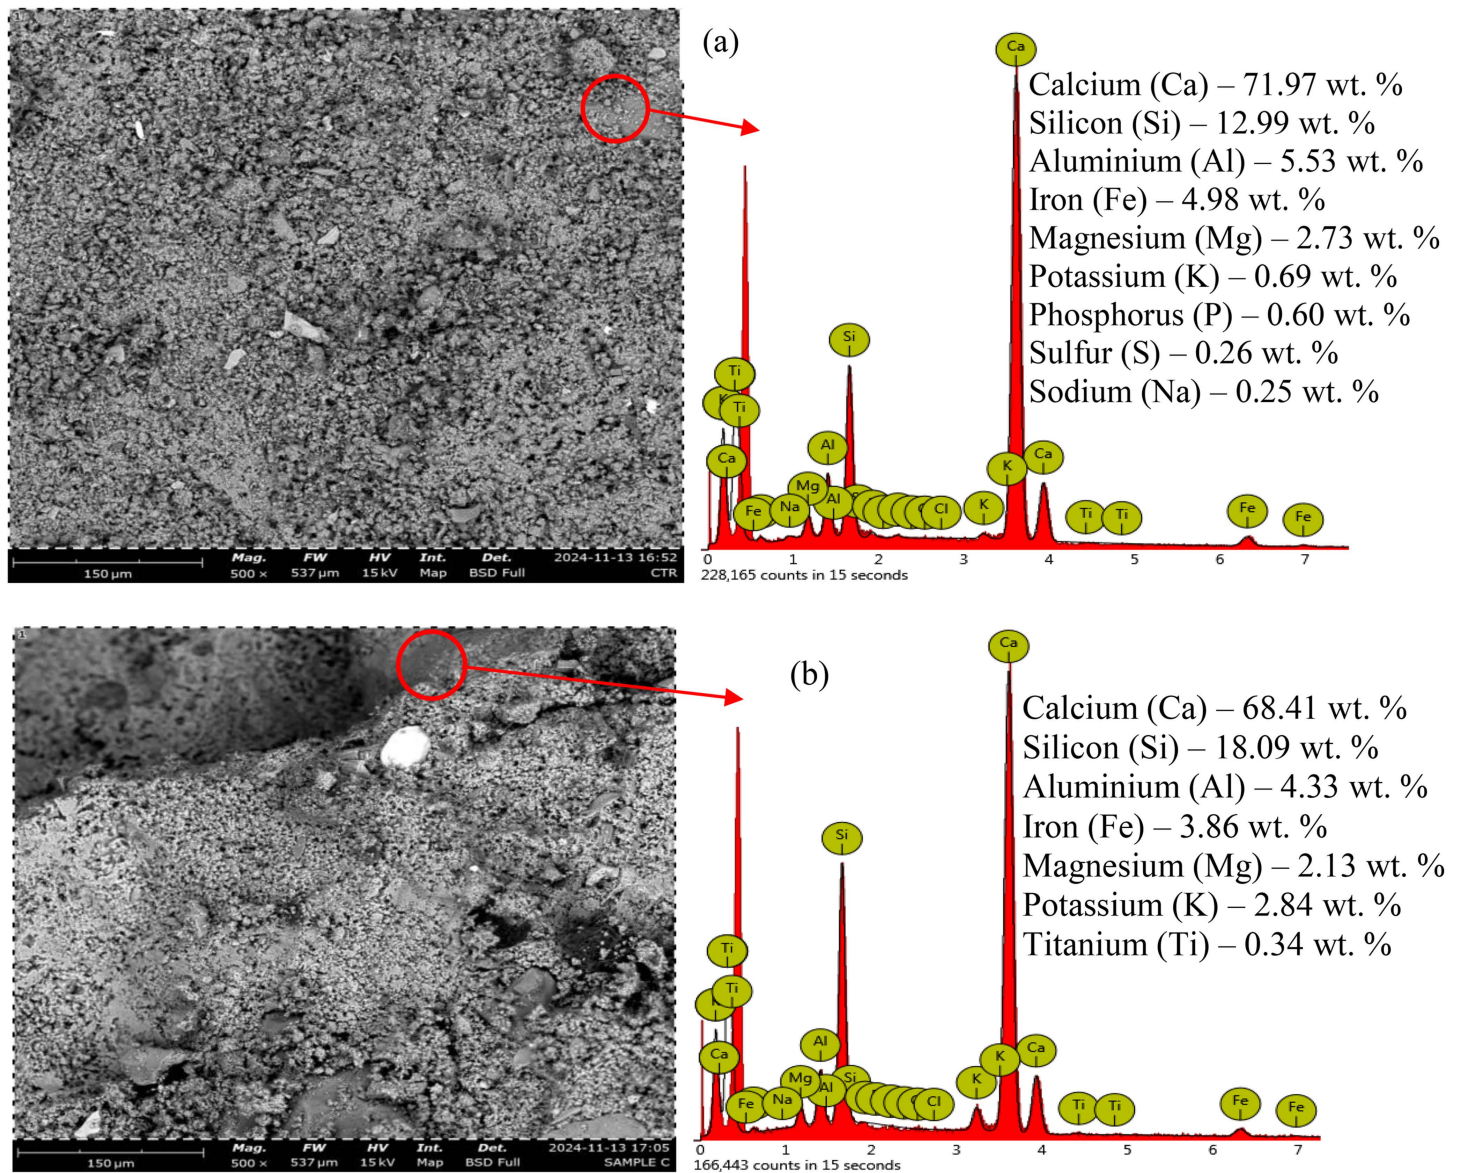 1
(a)
Ca
Calcium (Ca) – 71.97 wt. %
Silicon (Si) – 12.99 wt. %
Aluminium (Al) – 5.53 wt. %
Iron (Fe) – 4.98 wt. %
Magnesium (Mg) – 2.73 wt. %
Potassium (K) – 0.69 wt. %
Phosphorus (P) – 0.60 wt. %
Sulfur (S) – 0.26 wt. %
Sodium (Na) – 0.25 wt. %
Si
Ti
K
Ti
Al
Ca
K
Ca
Mg
Al
Fe
Na
Cl
K
Ti
Ti
Fe
Fe
0 1 2 3 4 5 6 7
228,165 counts in 15 seconds
Mag. FW HV Int. Det. 2024-11-13 16:52
150 µm 500 × 537 µm 15 kV Map BSD Full CTR
1
(b)
Ca
Calcium (Ca) – 68.41 wt. %
Silicon (Si) – 18.09 wt. %
Aluminium (Al) – 4.33 wt. %
Iron (Fe) – 3.86 wt. %
Magnesium (Mg) – 2.13 wt. %
Potassium (K) – 2.84 wt. %
Titanium (Ti) – 0.34 wt. %
Si
Ti
Ti
Al
Ca
K
Ca
Mg
Al
Si
K
Fe
Na
Cl
Ti
Ti
Fe
Fe
0 1 2 3 4 5 6 7
166,443 counts in 15 seconds
Mag. FW HV Int. Det. 2024-11-13 17:05
150 µm 500 × 537 µm 15 kV Map BSD Full SAMPLE C